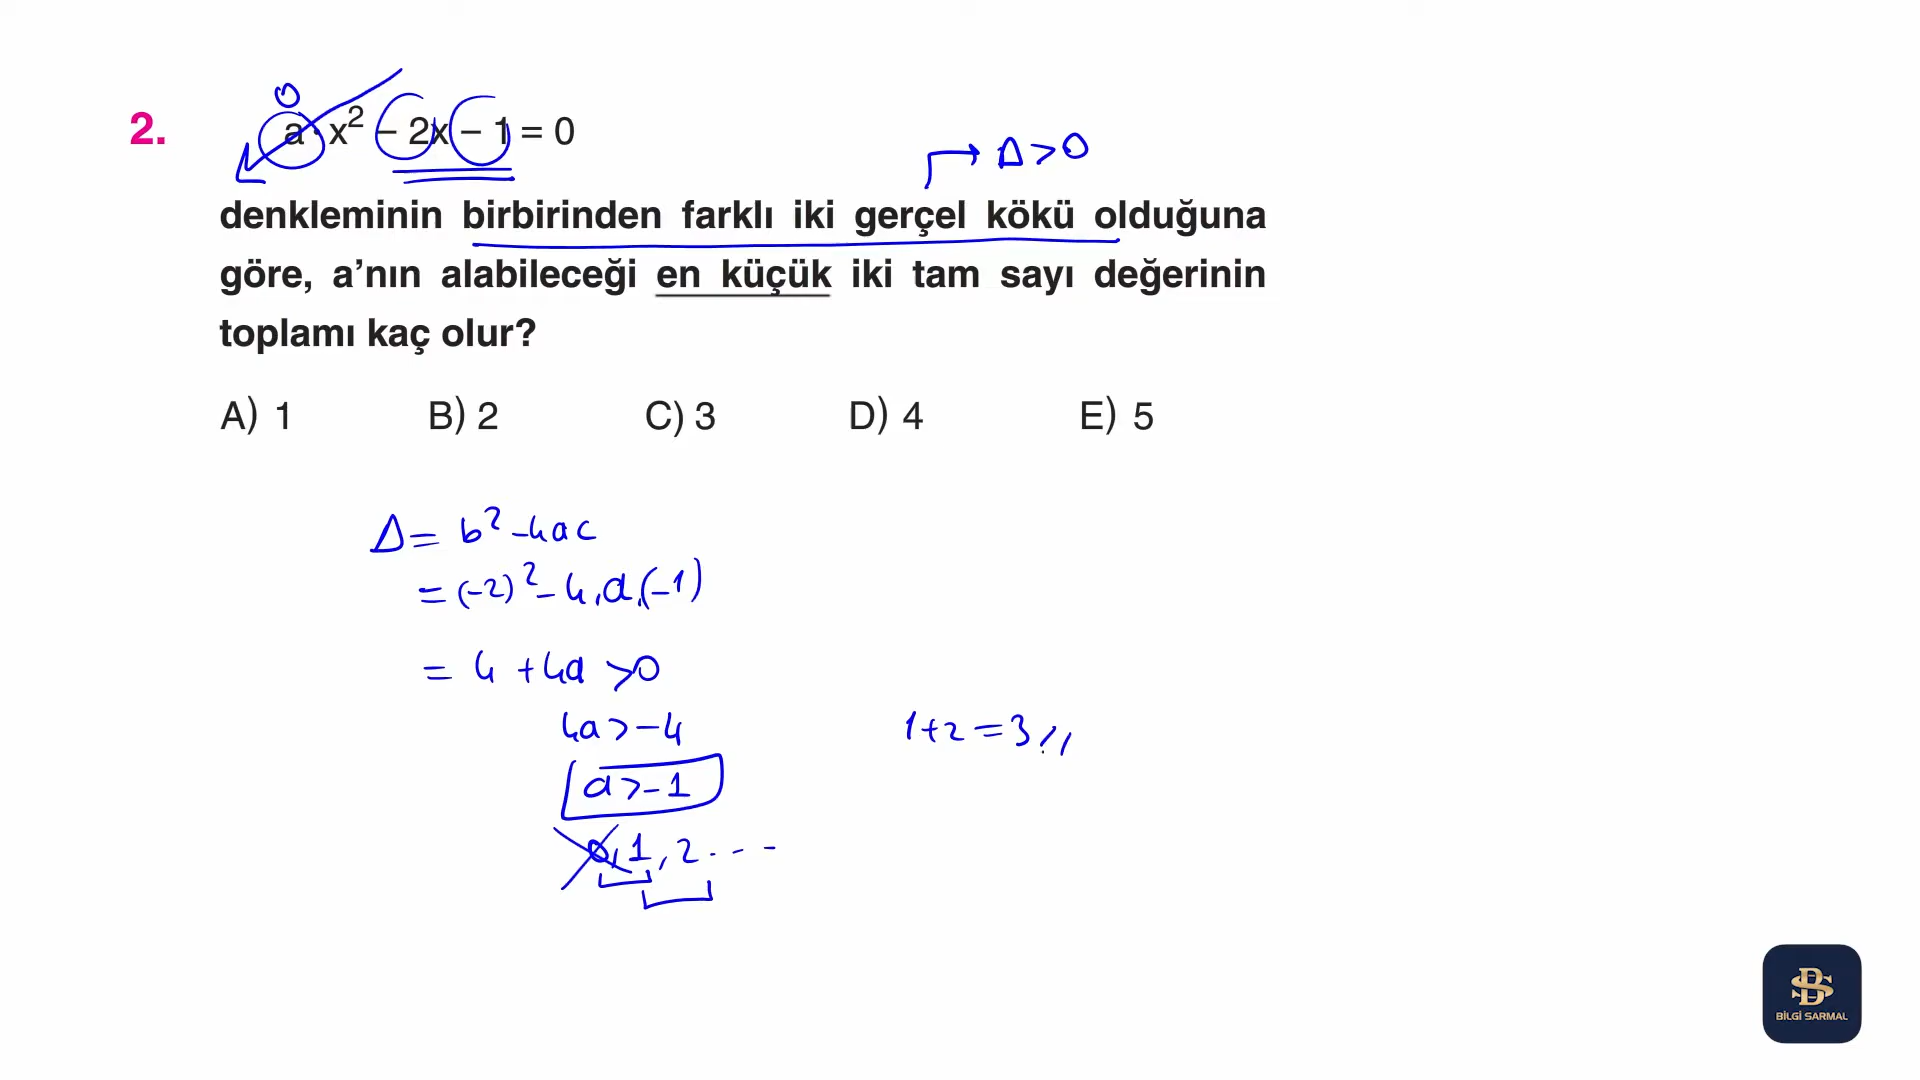 0
2. a · x² – 2x – 1 = 0
→ Δ > 0
denkleminin birbirinden farklı iki gerçel kökü olduğuna
göre, a’nın alabileceği en küçük iki tam sayı değerinin
toplamı kaç olur?
A) 1 B) 2 C) 3 D) 4 E) 5
Δ = b² – 4ac
= (–2)² – 4.a.(–1)
= 4 + 4a > 0
4a > –4
1+2 = 3 //
a > –1
0, 1, 2 . - -
BİLGİ SARMAL